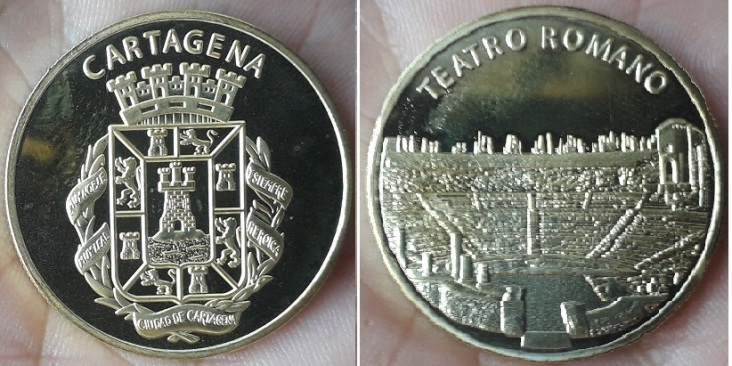 CARTAGENA
SIEMPRE
HEROICA
CIUDAD DE CARTAGENA
TEATRO ROMANO